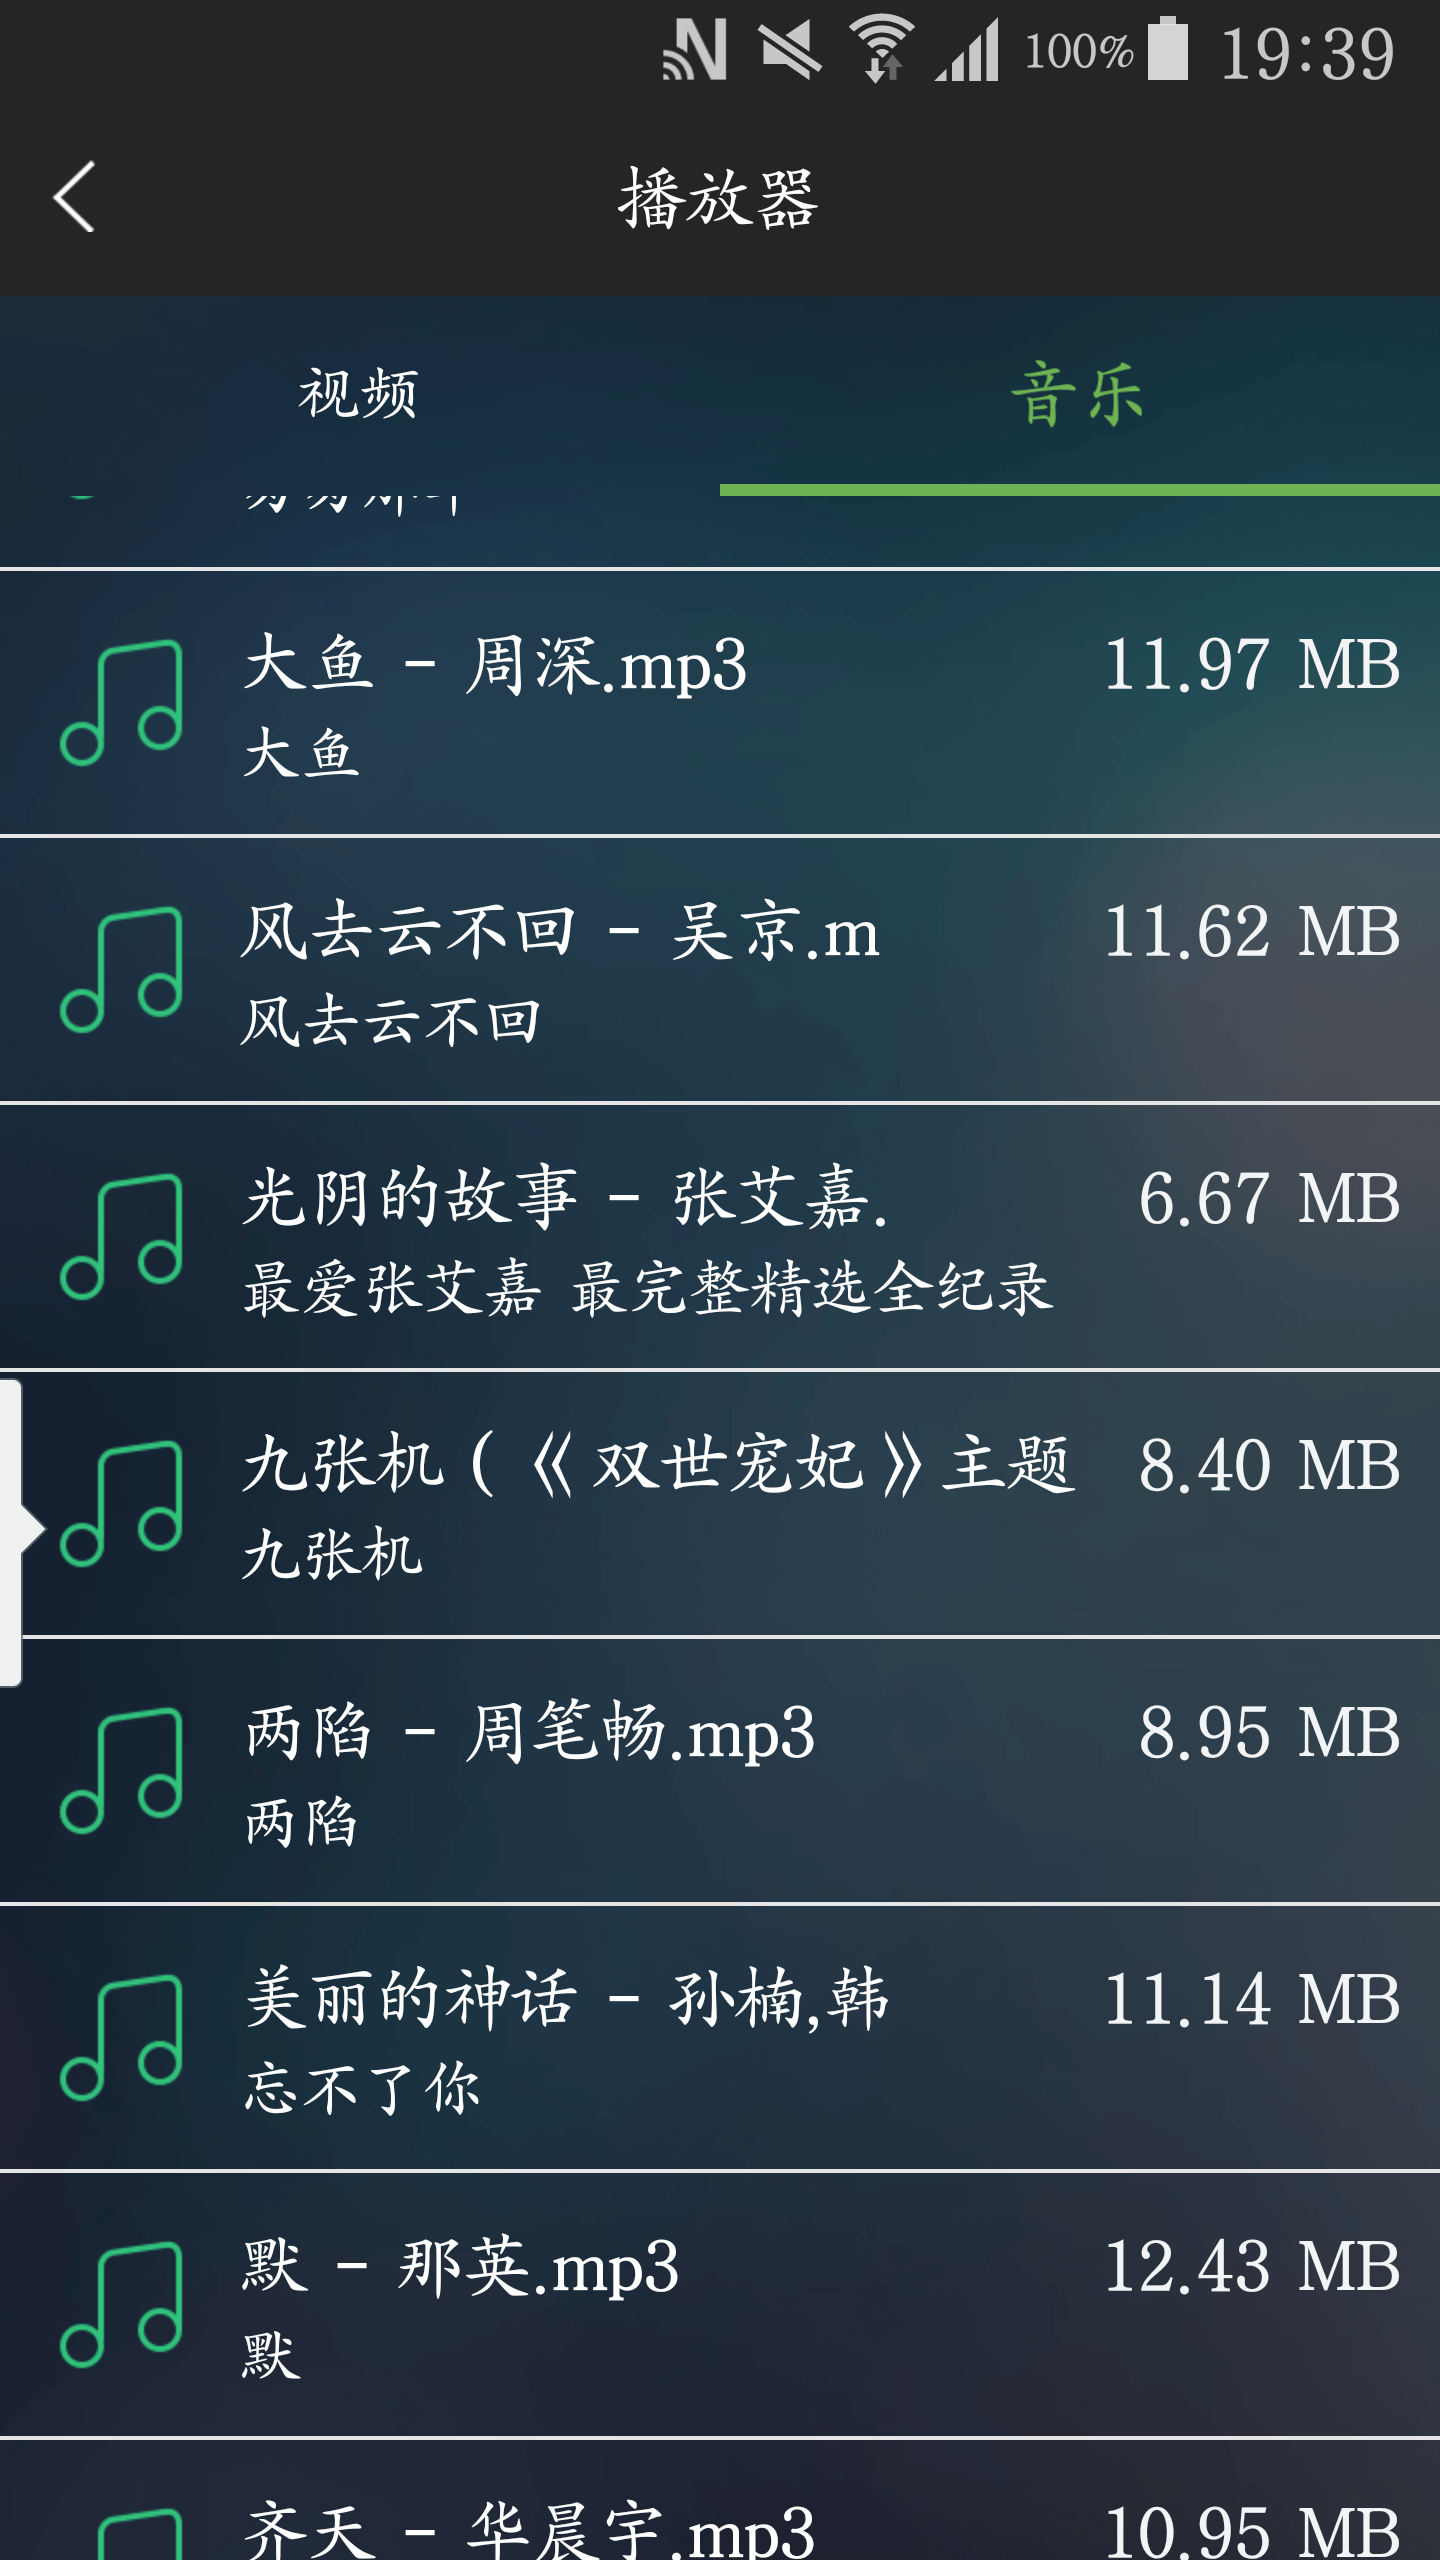 100% 19:39
播放器
视频 音乐
大鱼 - 周深.mp3 11.97 MB
大鱼
风去云不回 - 吴京.m 11.62 MB
风去云不回
光阴的故事 - 张艾嘉. 6.67 MB
最爱张艾嘉 最完整精选全纪录
九张机(《双世宠妃》主题 8.40 MB
九张机
两陷 - 周笔畅.mp3 8.95 MB
两陷
美丽的神话 - 孙楠,韩 11.14 MB
忘不了你
默 - 那英.mp3 12.43 MB
默
齐天 - 华晨宇.mp3 10.95 MB